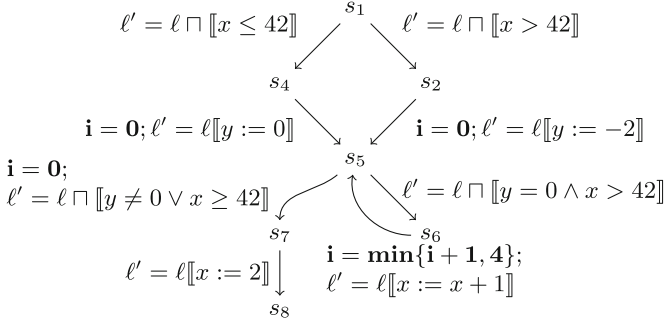 s₁
ℓ′ = ℓ ⊓ ⟦x ≤ 42⟧
ℓ′ = ℓ ⊓ ⟦x > 42⟧
s₄
s₂
i = 0; ℓ′ = ℓ⟦y := 0⟧
i = 0; ℓ′ = ℓ⟦y := −2⟧
s₅
i = 0;
ℓ′ = ℓ ⊓ ⟦y ≠ 0 ∨ x ≥ 42⟧
ℓ′ = ℓ ⊓ ⟦y = 0 ∧ x > 42⟧
s₇
s₆
i = min{i + 1, 4};
ℓ′ = ℓ⟦x := 2⟧
ℓ′ = ℓ⟦x := x + 1⟧
s₈